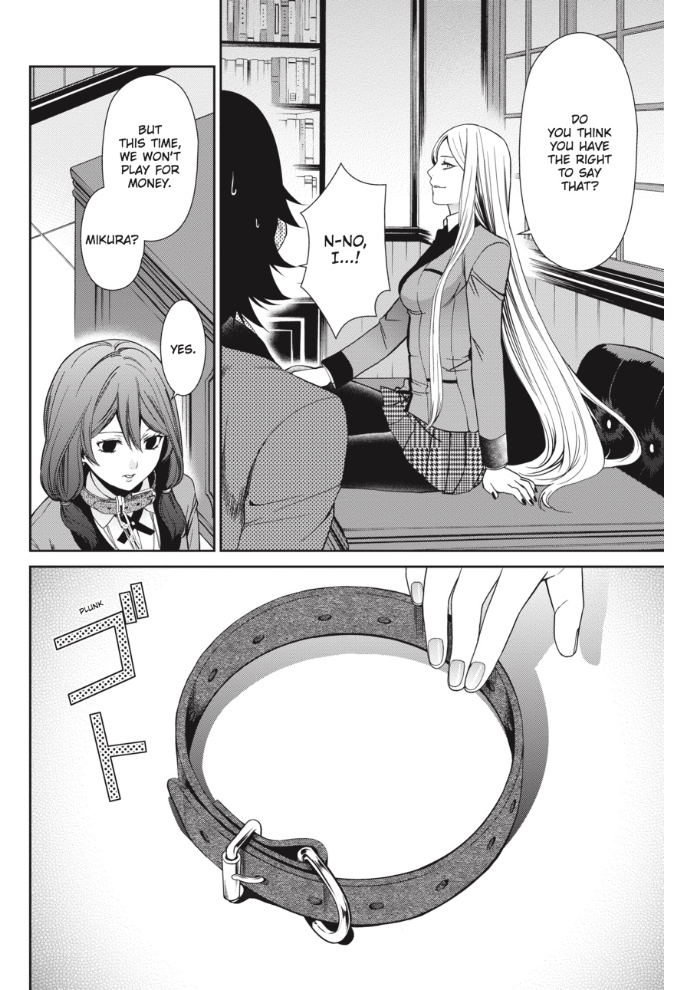 DO
YOU THINK
YOU HAVE
THE RIGHT
TO SAY
THAT?
N-NO,
I...!
BUT
THIS TIME,
WE WON'T
PLAY FOR
MONEY.
MIKURA?
YES.
PLUNK
ゴト